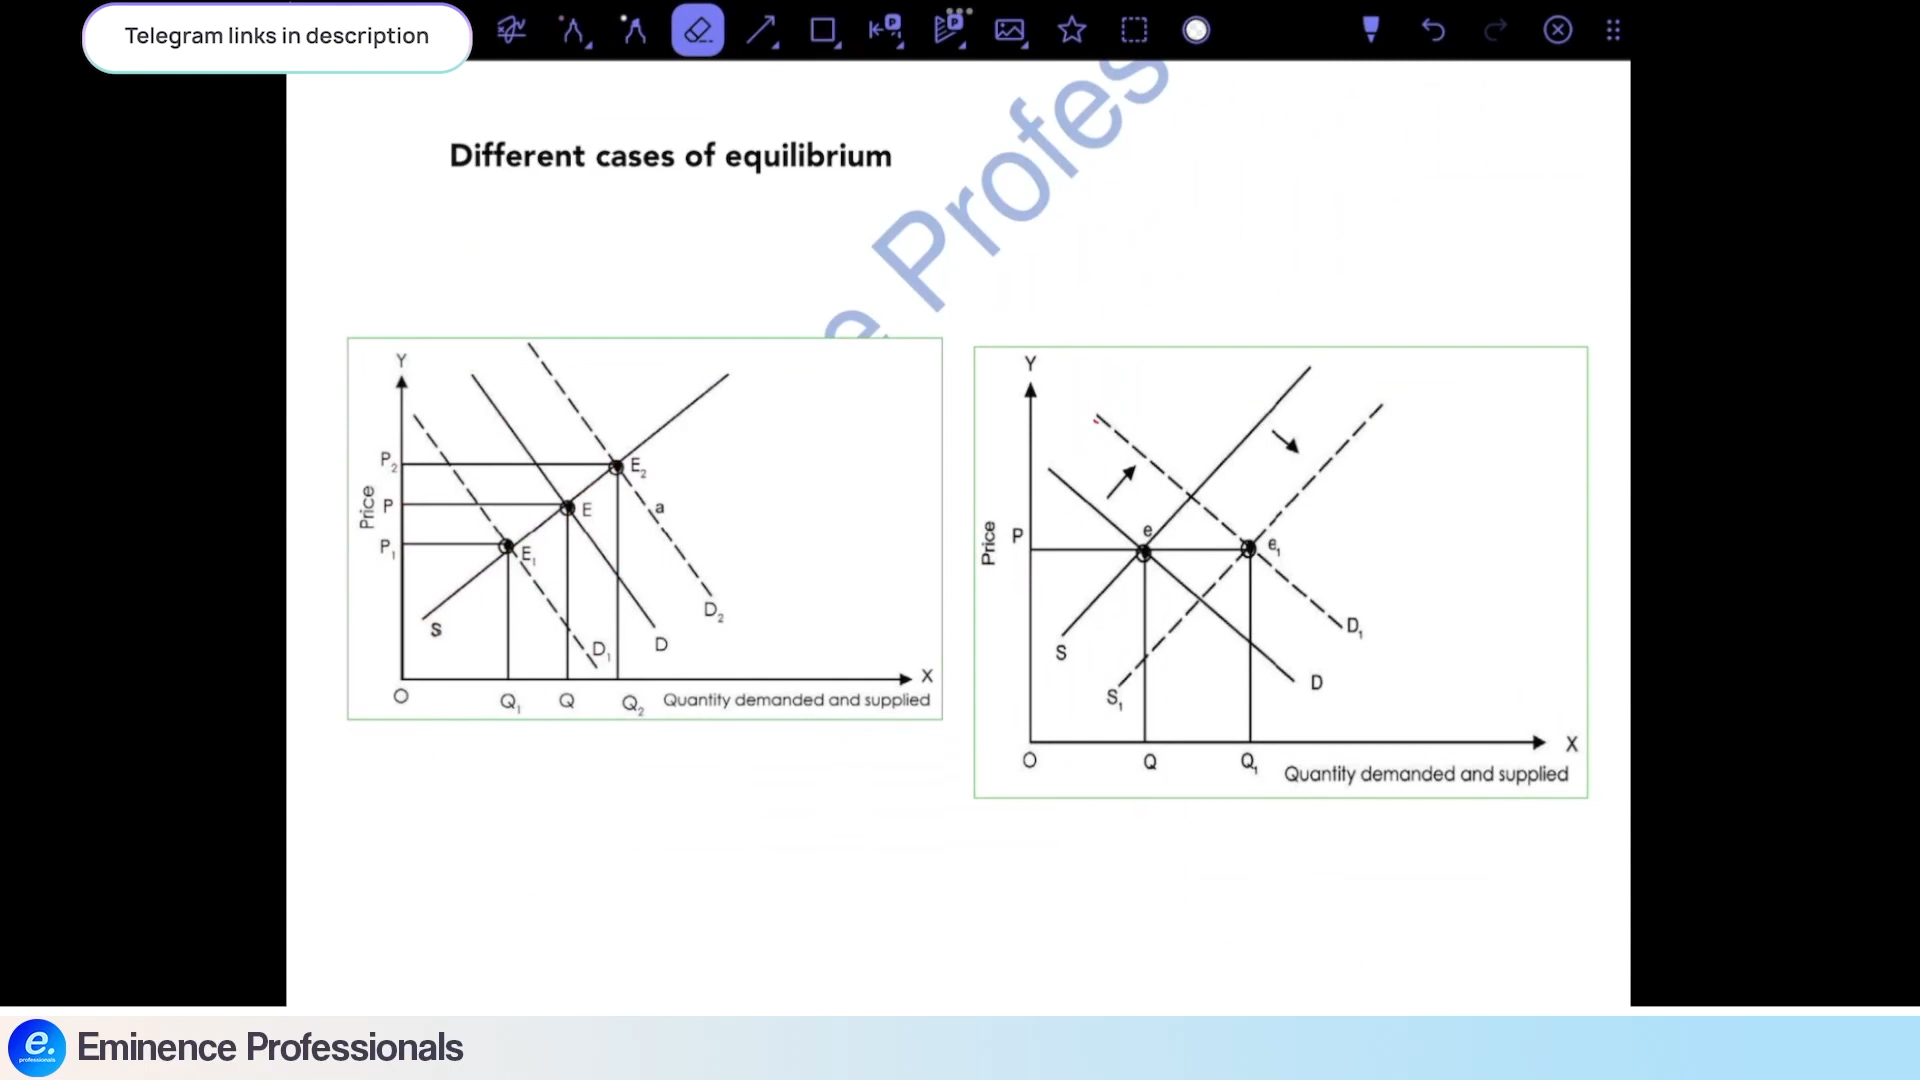 Telegram links in description
e Profes
Different cases of equilibrium
Y
P2
P
P1
Price
E2
E
E1
a
S
D1
D
D2
O
Q1
Q
Q2
Quantity demanded and supplied
X
Y
Price
P
e
e1
S
S1
D1
D
O
Q
Q1
X
Quantity demanded and supplied
e.
professionals
Eminence Professionals